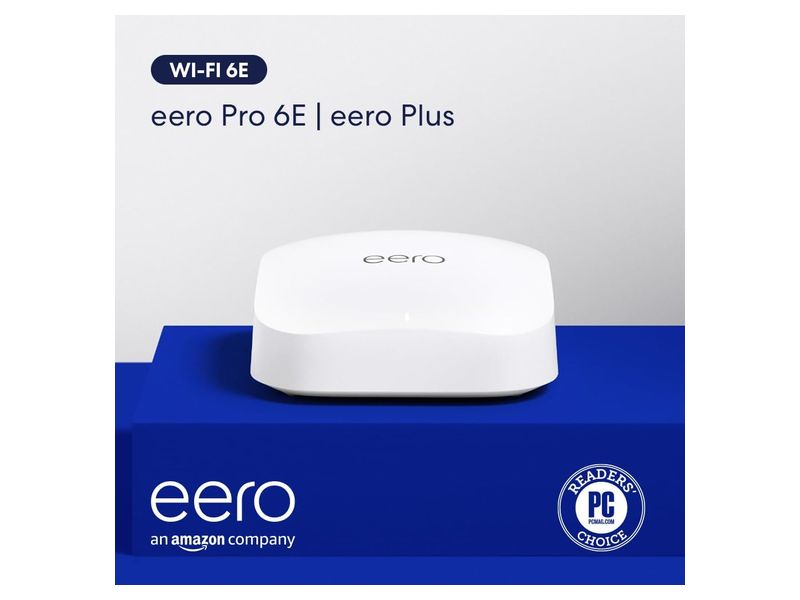 WI-FI 6E
eero Pro 6E | eero Plus
eero
eero
an amazon company
READERS'
PC
PCMAG.COM
CHOICE